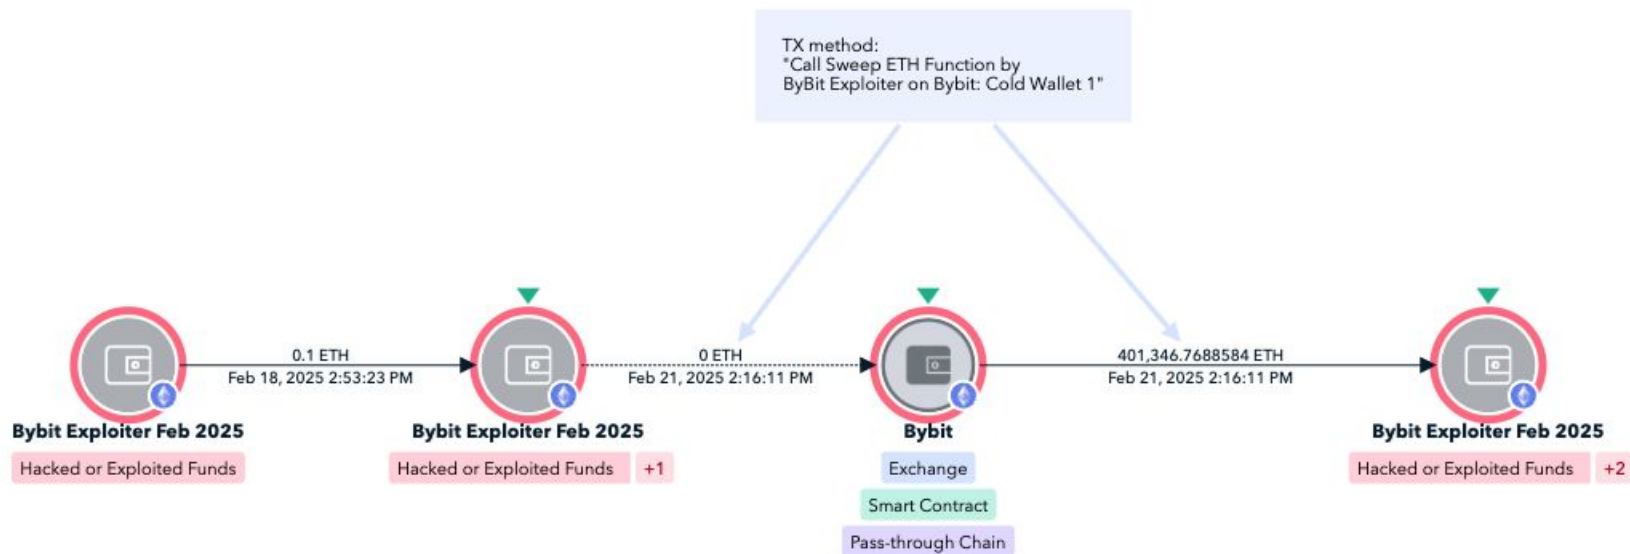 TX method:
"Call Sweep ETH Function by
ByBit Exploiter on Bybit: Cold Wallet 1"
0.1 ETH
Feb 18, 2025 2:53:23 PM
0 ETH
Feb 21, 2025 2:16:11 PM
401,346.7688584 ETH
Feb 21, 2025 2:16:11 PM
Bybit Exploiter Feb 2025
Hacked or Exploited Funds
Bybit Exploiter Feb 2025
Hacked or Exploited Funds +1
Bybit
Exchange
Smart Contract
Pass-through Chain
Bybit Exploiter Feb 2025
Hacked or Exploited Funds +2